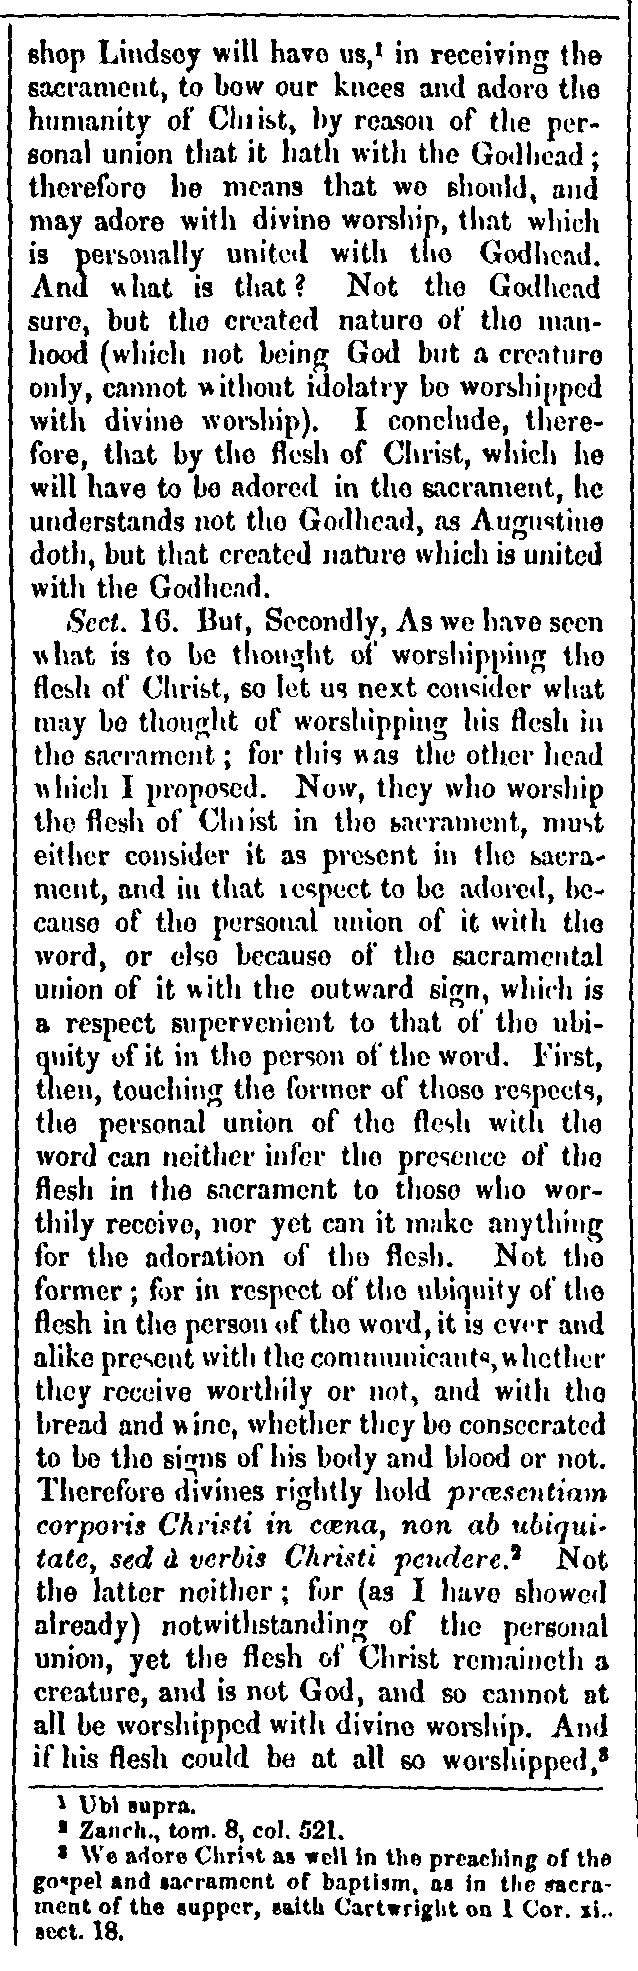 shop Lindsey will have us,¹ in receiving the
sacrament, to bow our knees and adore the
humanity of Christ, by reason of the per-
sonal union that it hath with the Godhead;
therefore he means that we should, and
may adore with divine worship, that which
is personally united with the Godhead.
And what is that? Not the Godhead
sure, but the created nature of the man-
hood (which not being God but a creature
only, cannot without idolatry be worshipped
with divine worship). I conclude, there-
fore, that by the flesh of Christ, which he
will have to be adored in the sacrament, he
understands not the Godhead, as Augustine
doth, but that created nature which is united
with the Godhead.
Sect. 16. But, Secondly, As we have seen
what is to be thought of worshipping the
flesh of Christ, so let us next consider what
may be thought of worshipping his flesh in
the sacrament; for this was the other head
which I proposed. Now, they who worship
the flesh of Christ in the sacrament, must
either consider it as present in the sacra-
ment, and in that respect to be adored, be-
cause of the personal union of it with the
word, or else because of the sacramental
union of it with the outward sign, which is
a respect supervenient to that of the ubi-
quity of it in the person of the word. First,
then, touching the former of those respects,
the personal union of the flesh with the
word can neither infer the presence of the
flesh in the sacrament to those who wor-
thily receive, nor yet can it make anything
for the adoration of the flesh. Not the
former; for in respect of the ubiquity of the
flesh in the person of the word, it is ever and
alike present with the communicants, whether
they receive worthily or not, and with the
bread and wine, whether they be consecrated
to be the signs of his body and blood or not.
Therefore divines rightly hold præsentiam
corporis Christi in cœna, non ab ubiqui-
tate, sed à verbis Christi pendere.² Not
the latter neither; for (as I have showed
already) notwithstanding of the personal
union, yet the flesh of Christ remaineth a
creature, and is not God, and so cannot at
all be worshipped with divine worship. And
if his flesh could be at all so worshipped,³
¹ Ubi supra.
² Zanch., tom. 8, col. 521.
³ We adore Christ as well in the preaching of the
gospel and sacrament of baptism, as in the sacra-
ment of the supper, saith Cartwright on 1 Cor. xi.,
sect. 18.